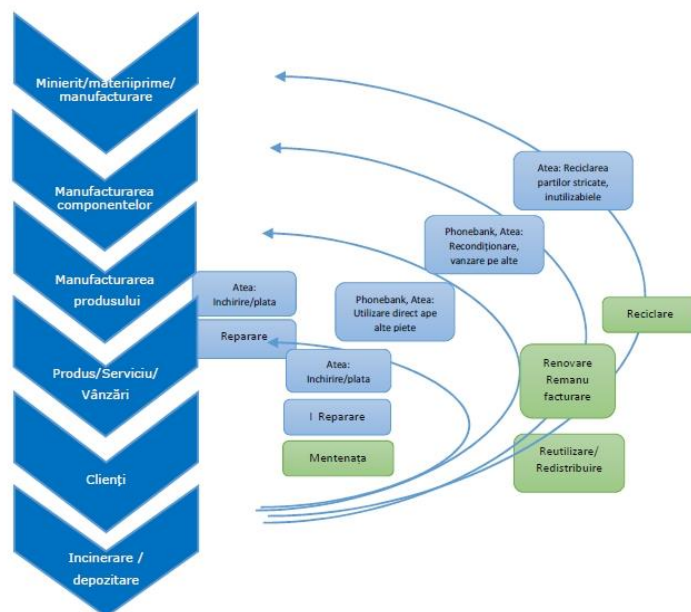 Minierit/materiiprime/
manufacturare
Manufacturarea
componentelor
Manufacturarea
produsului
Produs/Serviciu/
Vânzări
Clienți
Incinerare /
depozitare
Atea:
Inchirire/plata
Reparare
Phonebank, Atea:
Utilizare direct ape
alte piete
Atea:
Inchirire/plata
I Reparare
Mentenața
Atea: Reciclarea
partilor stricate,
inutilizabiele
Phonebank, Atea:
Recondiționare,
vanzare pe alte
Reciclare
Renovare
Remanu
facturare
Reutilizare/
Redistribuire